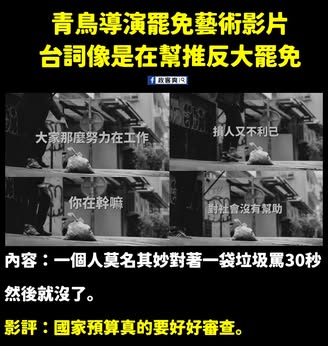 青鳥導演罷免藝術影片
台詞像是在幫推反大罷免
政客爽
大家那麼努力在工作
損人又不利己
你在幹嘛
對社會沒有幫助
內容：一個人莫名其妙對著一袋垃圾罵30秒
然後就沒了。
影評：國家預算真的要好好審查。